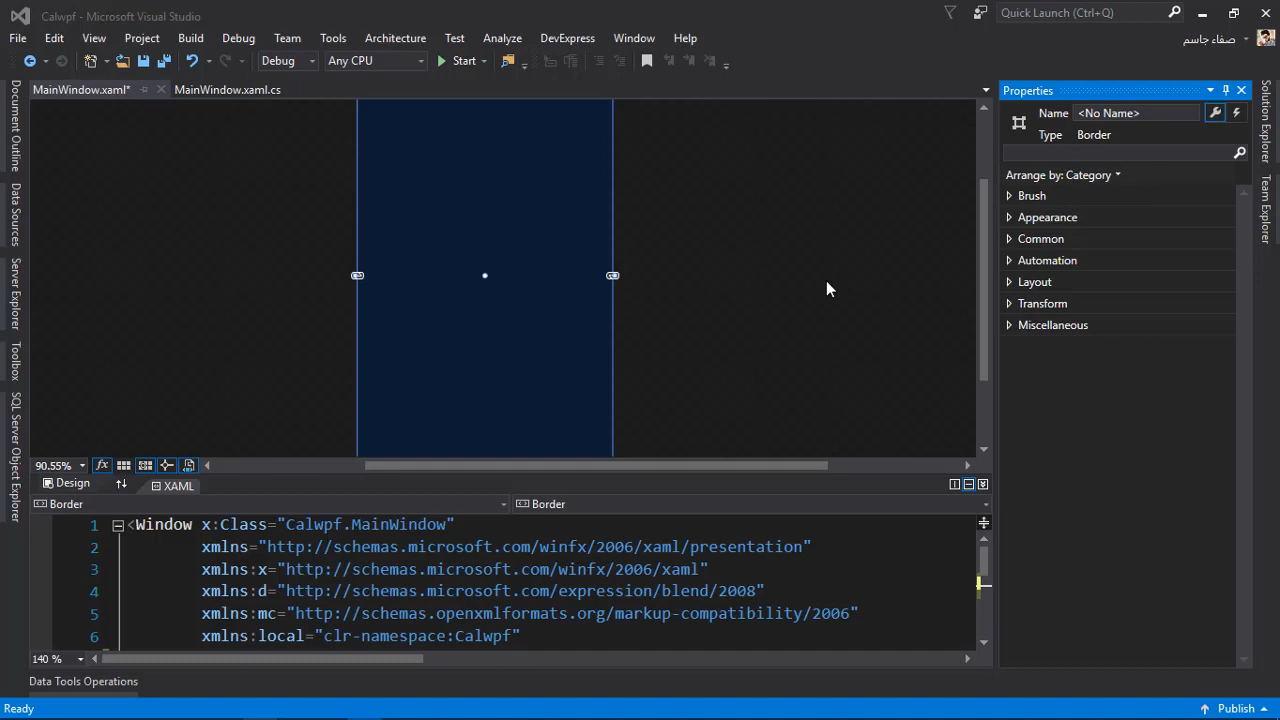 Calwpf - Microsoft Visual Studio
Quick Launch (Ctrl+Q)
File Edit View Project Build Debug Team Tools Architecture Test Analyze DevExpress Window Help
صفاء جاسم
Debug Any CPU Start
MainWindow.xaml* MainWindow.xaml.cs
Document Outline
Data Sources
Server Explorer
Toolbox
SQL Server Object Explorer
90.55% fx
Design XAML
Border Border
1 <Window x:Class="Calwpf.MainWindow"
2 xmlns="http://schemas.microsoft.com/winfx/2006/xaml/presentation"
3 xmlns:x="http://schemas.microsoft.com/winfx/2006/xaml"
4 xmlns:d="http://schemas.microsoft.com/expression/blend/2008"
5 xmlns:mc="http://schemas.openxmlformats.org/markup-compatibility/2006"
6 xmlns:local="clr-namespace:Calwpf"
140 %
Properties
Name <No Name>
Type Border
Arrange by: Category
Brush
Appearance
Common
Automation
Layout
Transform
Miscellaneous
Solution Explorer
Team Explorer
Data Tools Operations
Ready
Publish